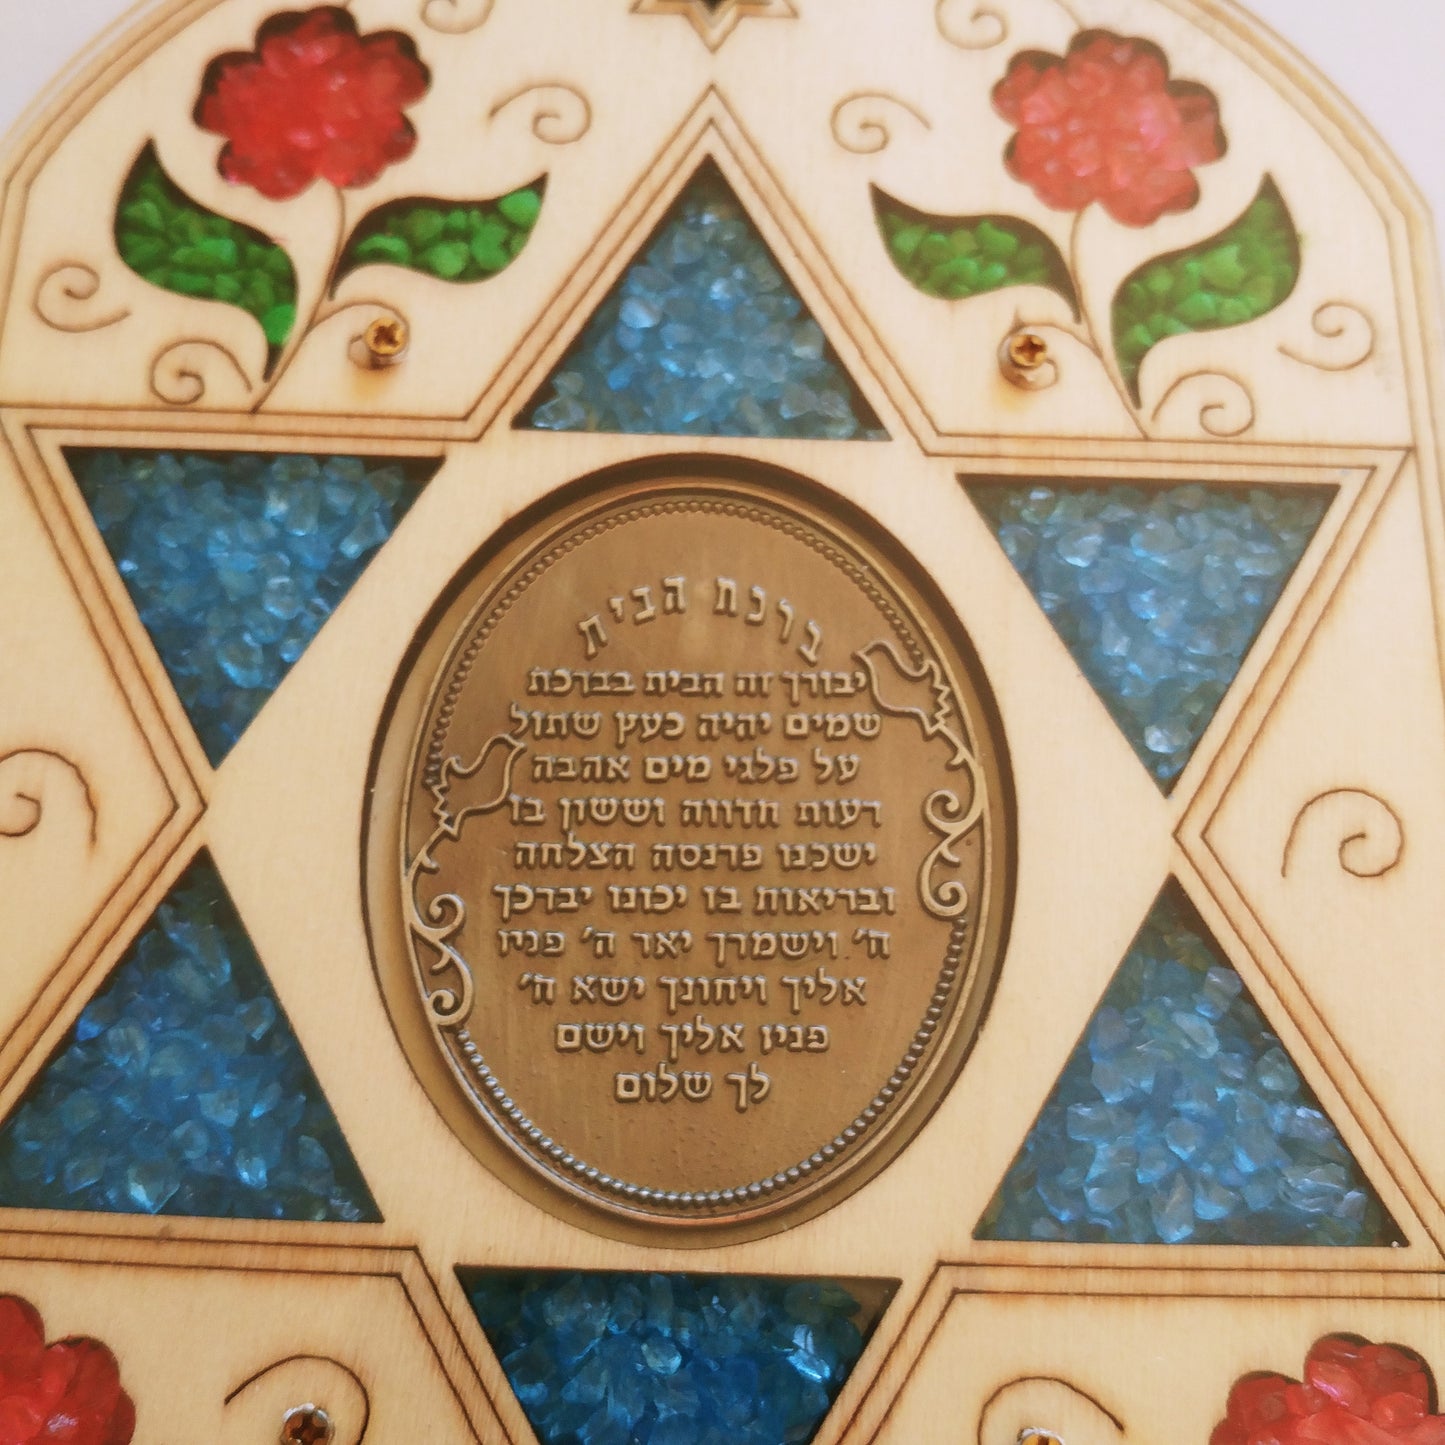 ברכת הבית
יבורך זה הבית בברכת
שמים יהיה כעץ שתול
על פלגי מים אהבה
רעות חדווה וששון בו
ישכנו פרנסה הצלחה
ובריאות בו יכונו יברכך
ה׳ וישמרך יאר ה׳ פניו
אליך ויחונך ישא ה׳
פניו אליך וישם
לך שלום